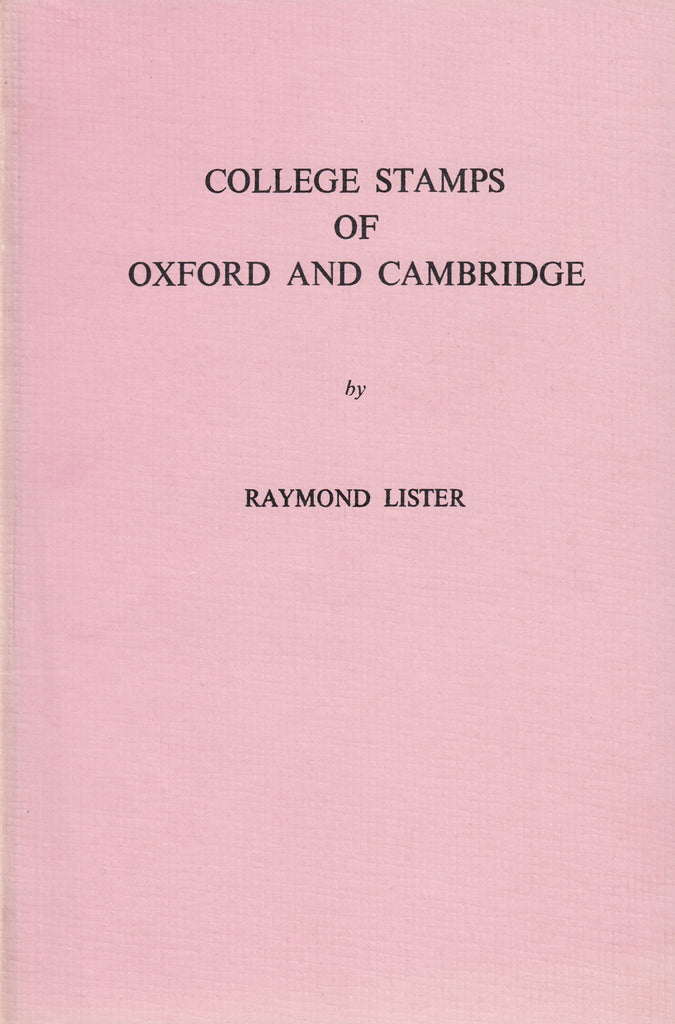 COLLEGE STAMPS
OF
OXFORD AND CAMBRIDGE
by
RAYMOND LISTER